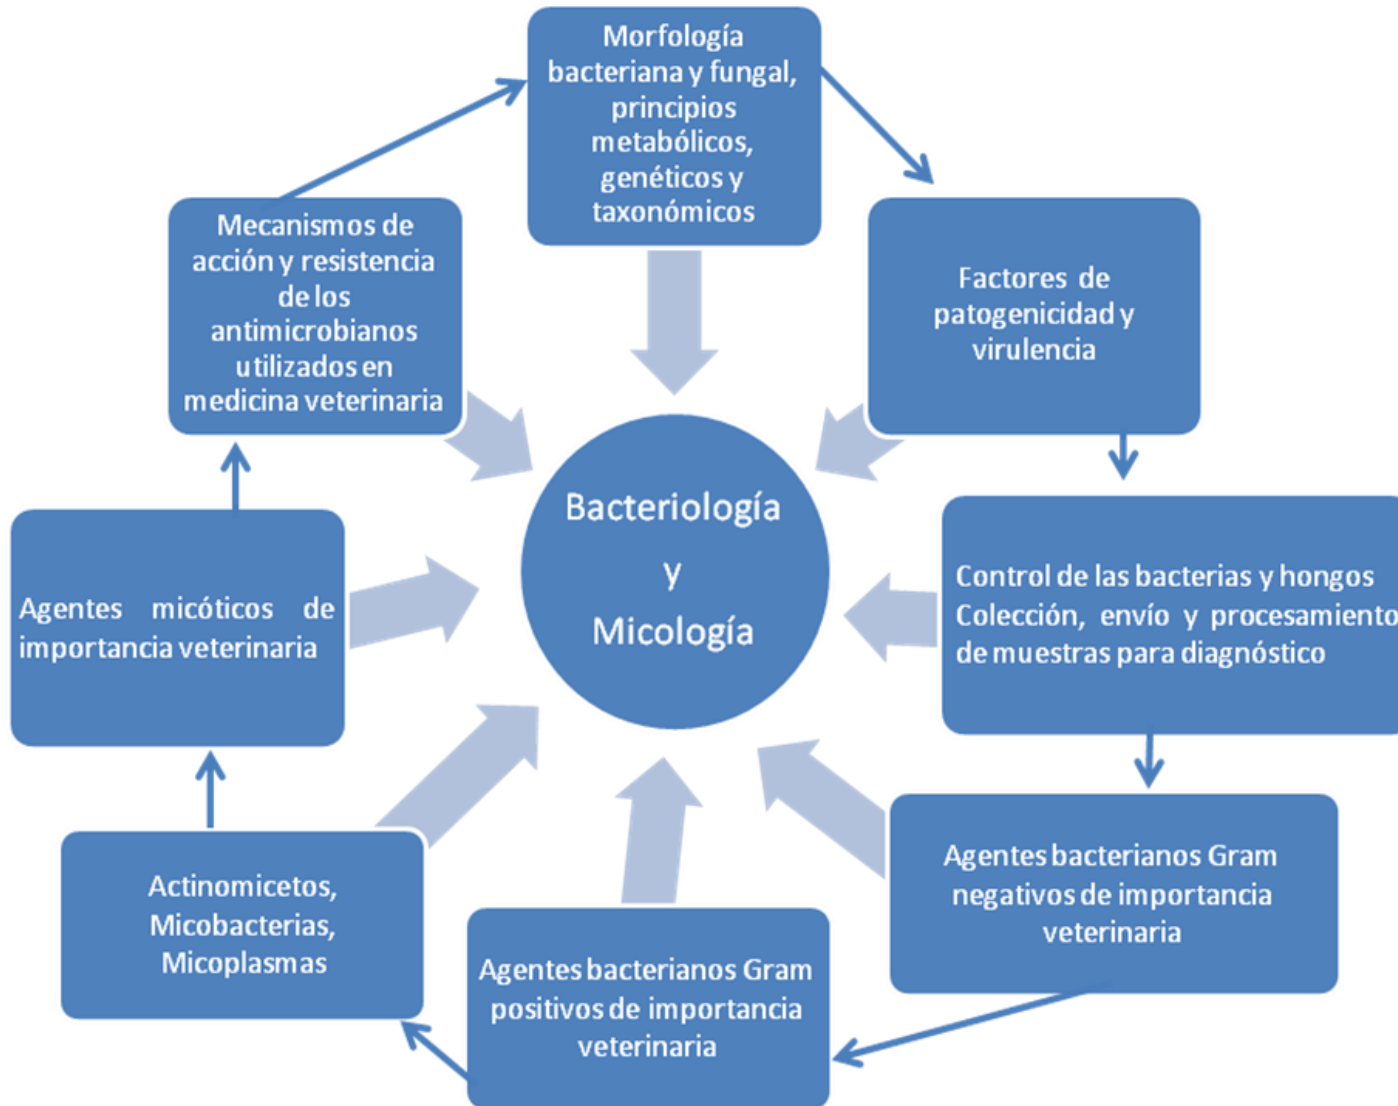 Morfología
bacteriana y fungal,
principios
metabólicos,
genéticos y
taxonómicos
Factores de
patogenicidad y
virulencia
Control de las bacterias y hongos
Colección, envío y procesamiento
de muestras para diagnóstico
Agentes bacterianos Gram
negativos de importancia
veterinaria
Agentes bacterianos Gram
positivos de importancia
veterinaria
Actinomicetos,
Micobacterias,
Micoplasmas
Agentes micóticos de
importancia veterinaria
Mecanismos de
acción y resistencia
de los
antimicrobianos
utilizados en
medicina veterinaria
Bacteriología
y
Micología